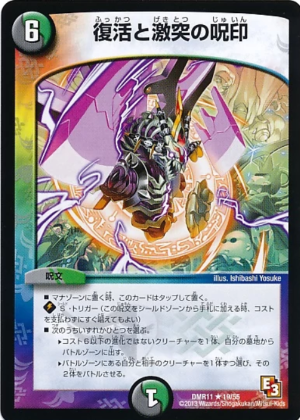 6
ふっかつ げきとつ じゅいん
復活と激突の呪印
illus. Ishibashi Yosuke
呪文
■マナゾーンに置く時、このカードはタップして置く。
S・トリガー(この呪文をシールドゾーンから手札に加える時、コスト
を支払わずにすぐ唱えてもよい)
■次のうちいずれかひとつを選ぶ。
▶コスト6以下の進化ではないクリーチャーを1体、自分の墓地から
バトルゾーンに出す。
▶バトルゾーンにある自分と相手のクリーチャーを1体ずつ選び、その
2体をバトルさせる。
1
DMR11 ★ 19/55
E3